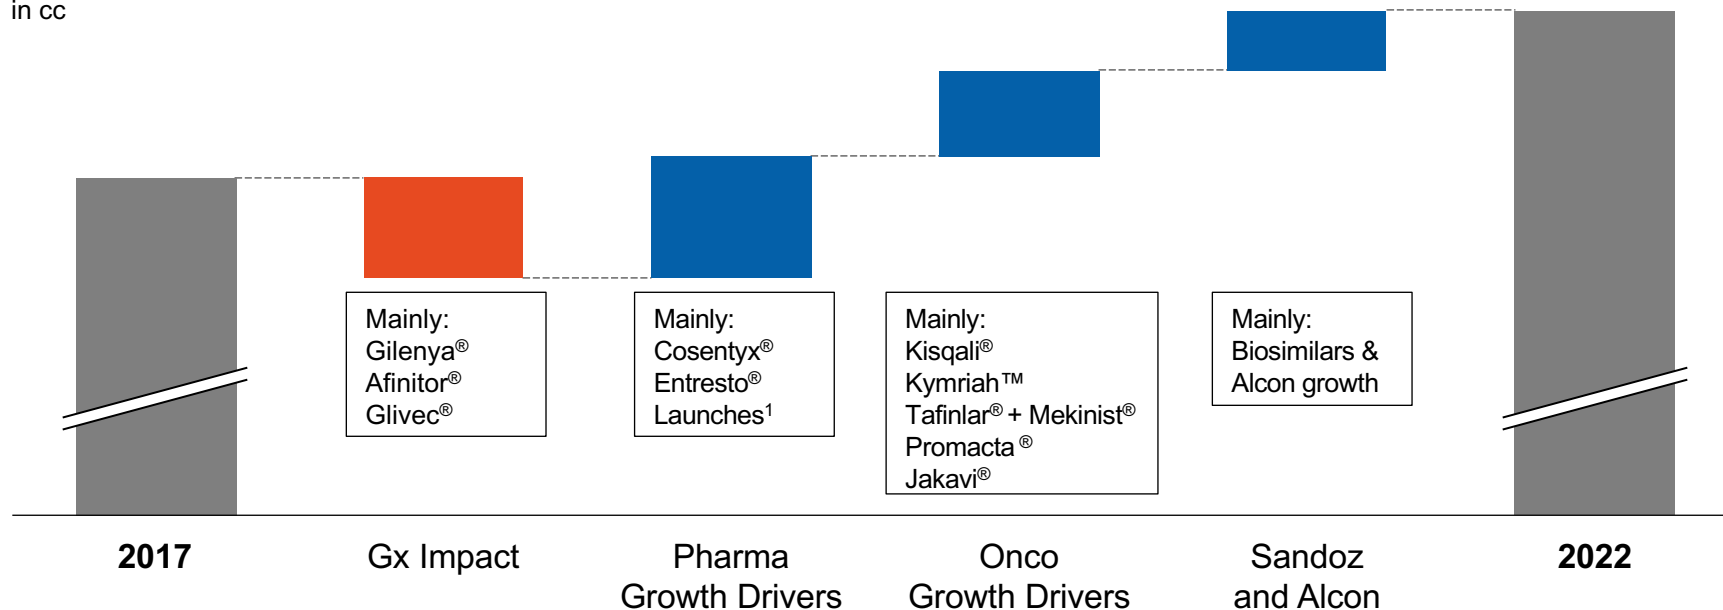 in cc
Mainly:
Gilenya®
Afinitor®
Glivec®
Mainly:
Cosentyx®
Entresto®
Launches¹
Mainly:
Kisqali®
Kymriah™
Tafinlar® + Mekinist®
Promacta ®
Jakavi®
Mainly:
Biosimilars &
Alcon growth
2017
Gx Impact
Pharma
Growth Drivers
Onco
Growth Drivers
Sandoz
and Alcon
2022